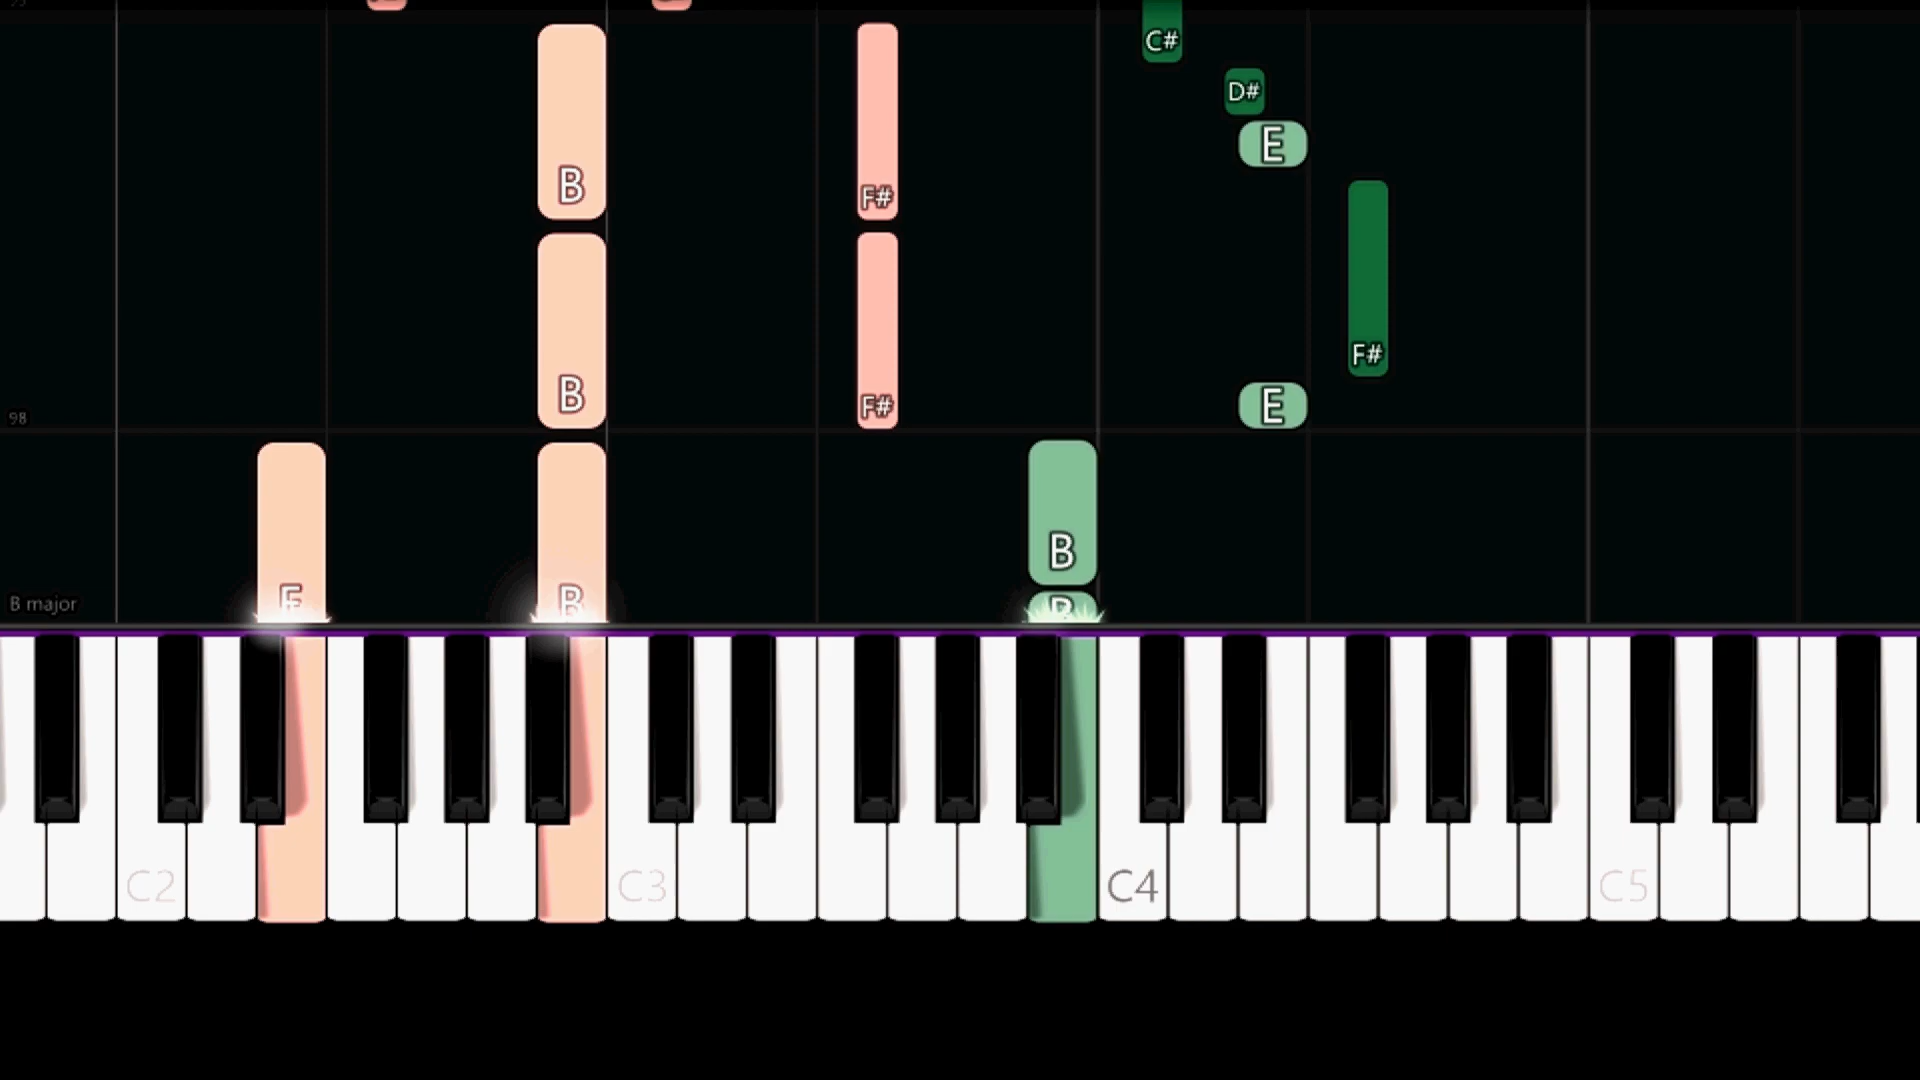 C#
D#
E
B F#
F#
B F# E
98
B
E B B
B major
C2 C3 C4 C5